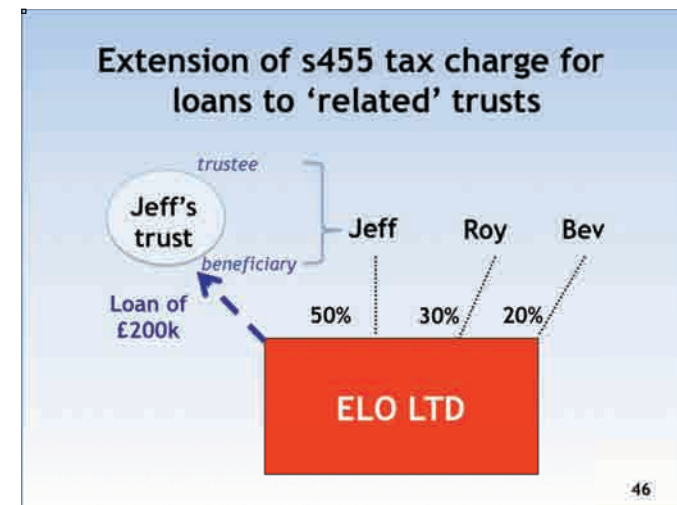 Extension of s455 tax charge for
loans to ‘related’ trusts
trustee
Jeff’s
trust
beneficiary
Jeff
Roy
Bev
Loan of
£200k
50%
30%
20%
ELO LTD
46